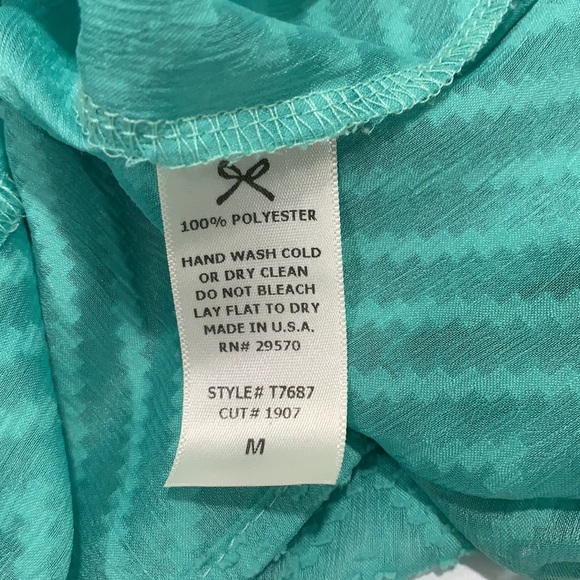 100% POLYESTER
HAND WASH COLD
OR DRY CLEAN
DO NOT BLEACH
LAY FLAT TO DRY
MADE IN U.S.A.
RN# 29570
STYLE# T7687
CUT# 1907
M